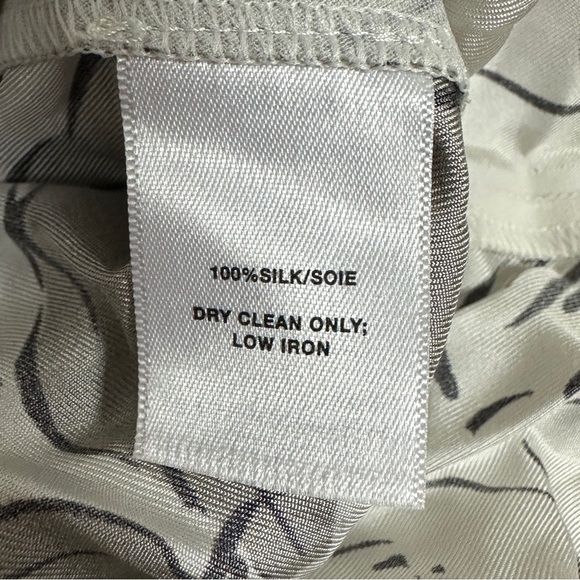 100%SILK/SOIE
DRY CLEAN ONLY;
LOW IRON